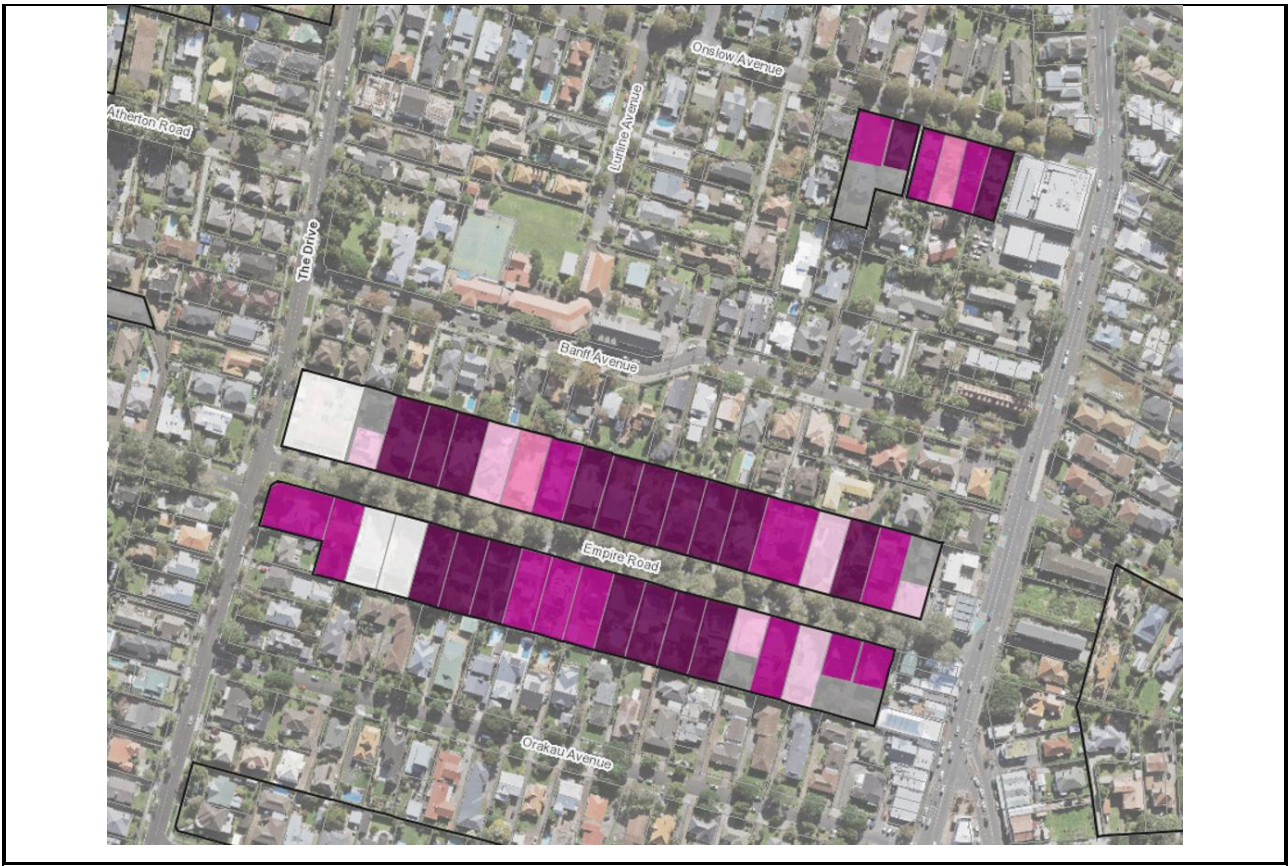 Onslow Avenue
Atherton Road
Lurline Avenue
The Drive
Banff Avenue
Empire Road
Orakau Avenue